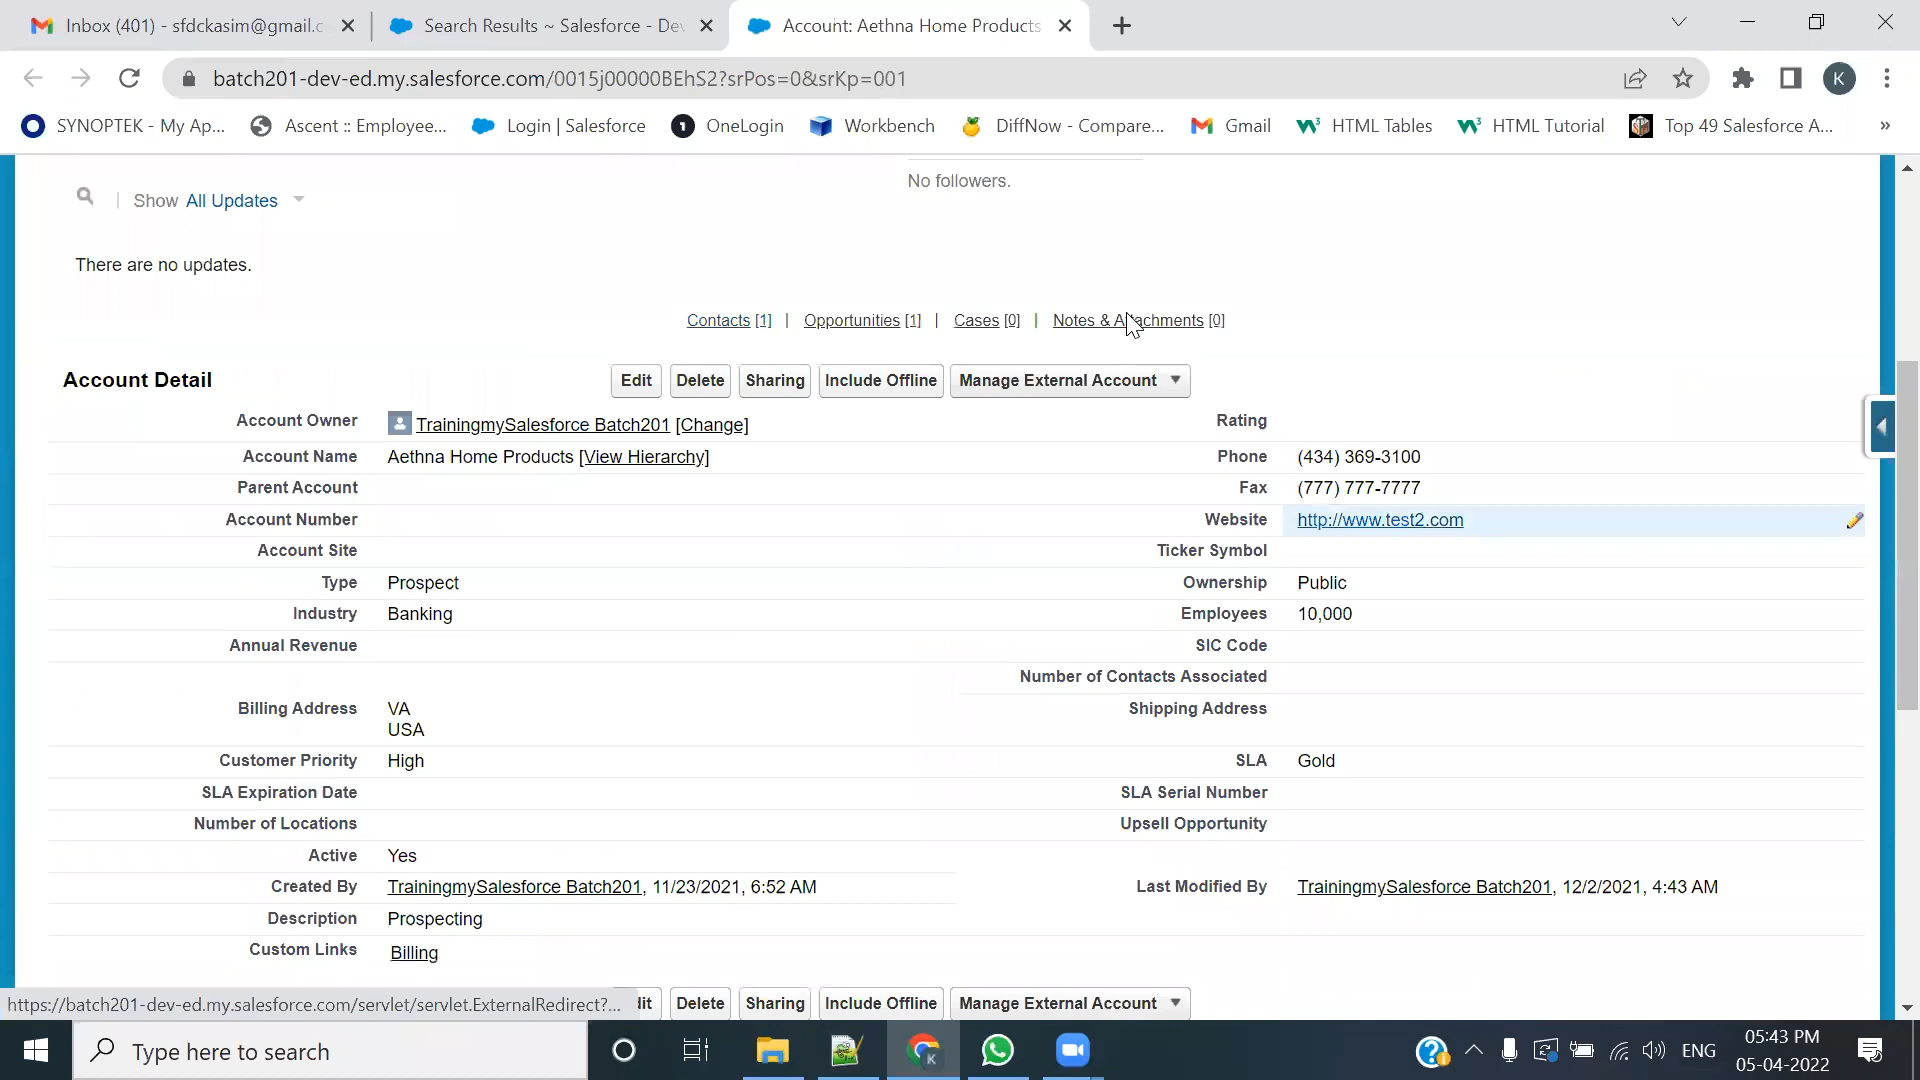 Inbox (401) - sfdckasim@gmail.c
Search Results ~ Salesforce - De
Account: Aethna Home Products
batch201-dev-ed.my.salesforce.com/0015j00000BEhS2?srPos=0&srKp=001
K
SYNOPTEK - My Ap...
Ascent :: Employee...
Login | Salesforce
OneLogin
Workbench
DiffNow - Compare...
Gmail
HTML Tables
HTML Tutorial
Top 49 Salesforce A...
»
No followers.
Show All Updates
There are no updates.
Contacts [1] | Opportunities [1] | Cases [0] | Notes & Attachments [0]
Account Detail
Edit Delete Sharing Include Offline Manage External Account
Account Owner TrainingmySalesforce Batch201 [Change] Rating
Account Name Aethna Home Products [View Hierarchy] Phone (434) 369-3100
Parent Account Fax (777) 777-7777
Account Number Website http://www.test2.com
Account Site Ticker Symbol
Type Prospect Ownership Public
Industry Banking Employees 10,000
Annual Revenue SIC Code
Number of Contacts Associated
Billing Address VA Shipping Address
USA
Customer Priority High SLA Gold
SLA Expiration Date SLA Serial Number
Number of Locations Upsell Opportunity
Active Yes
Created By TrainingmySalesforce Batch201, 11/23/2021, 6:52 AM Last Modified By TrainingmySalesforce Batch201, 12/2/2021, 4:43 AM
Description Prospecting
Custom Links Billing
https://batch201-dev-ed.my.salesforce.com/servlet/servlet.ExternalRedirect?... dit Delete Sharing Include Offline Manage External Account
Type here to search
K
ENG
05:43 PM
05-04-2022